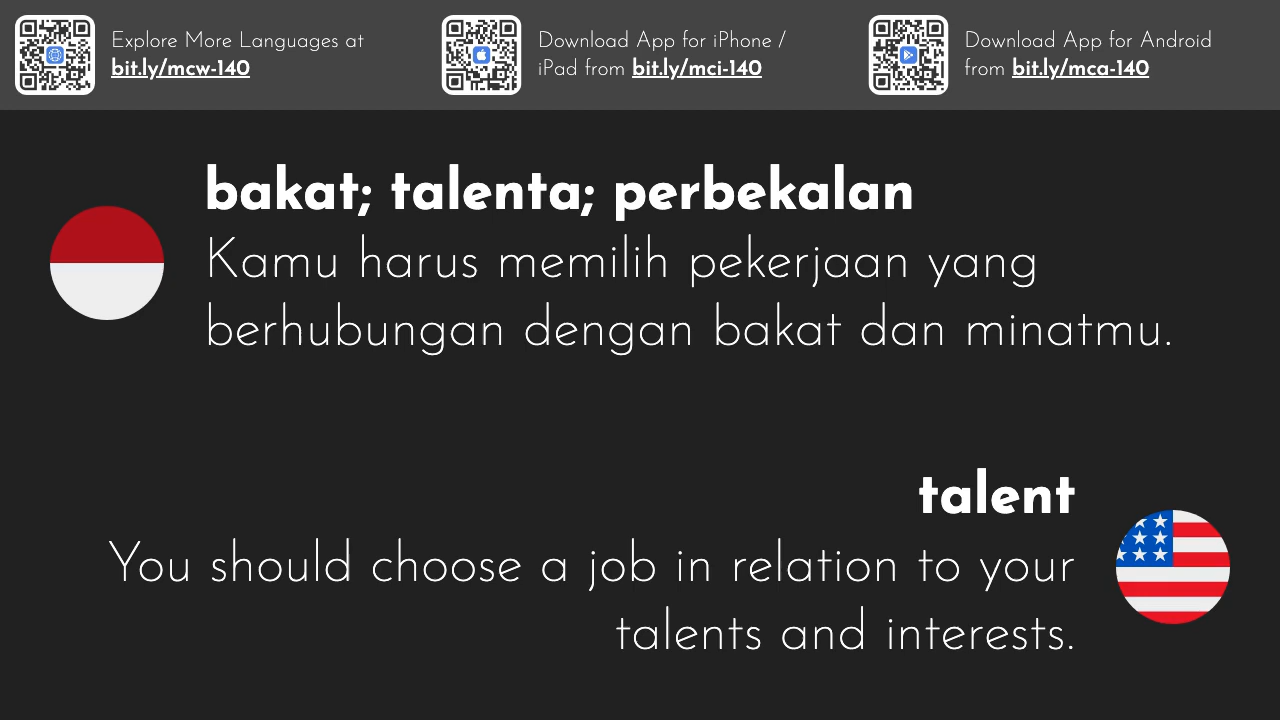 Explore More Languages at
bit.ly/mcw-140
Download App for iPhone /
iPad from bit.ly/mci-140
Download App for Android
from bit.ly/mca-140
bakat; talenta; perbekalan
Kamu harus memilih pekerjaan yang
berhubungan dengan bakat dan minatmu.
talent
You should choose a job in relation to your
talents and interests.